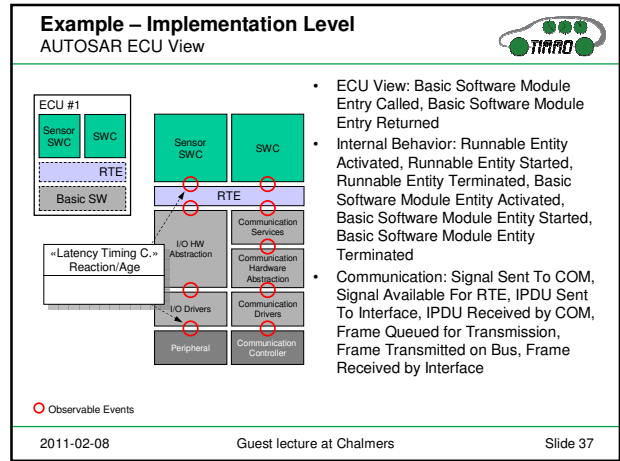 Example – Implementation Level
AUTOSAR ECU View
TIMMO
ECU #1
Sensor
SWC
SWC
RTE
Basic SW
Sensor
SWC
SWC
RTE
I/O HW
Abstraction
Communication
Services
Communication
Hardware
Abstraction
I/O Drivers
Communication
Drivers
Peripheral
Communication
Controller
«Latency Timing C.»
Reaction/Age
Observable Events
• ECU View: Basic Software Module
Entry Called, Basic Software Module
Entry Returned
• Internal Behavior: Runnable Entity
Activated, Runnable Entity Started,
Runnable Entity Terminated, Basic
Software Module Entity Activated,
Basic Software Module Entity Started,
Basic Software Module Entity
Terminated
• Communication: Signal Sent To COM,
Signal Available For RTE, IPDU Sent
To Interface, IPDU Received by COM,
Frame Queued for Transmission,
Frame Transmitted on Bus, Frame
Received by Interface
2011-02-08
Guest lecture at Chalmers
Slide 37